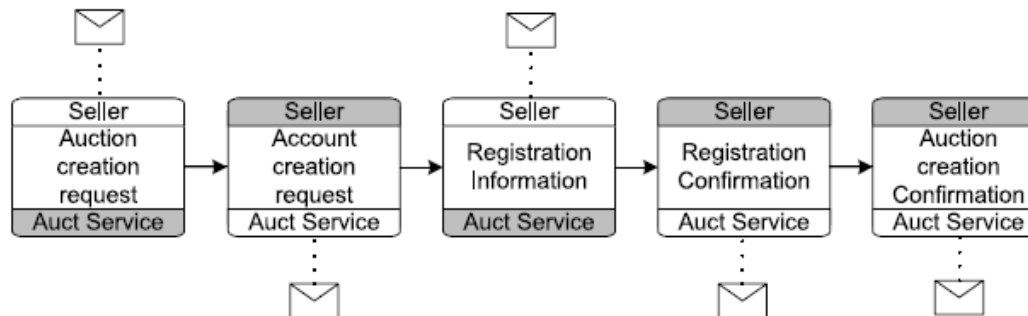 Seller
Auction
creation
request
Auct Service
Seller
Account
creation
request
Auct Service
Seller
Registration
Information
Auct Service
Seller
Registration
Confirmation
Auct Service
Seller
Auction
creation
Confirmation
Auct Service